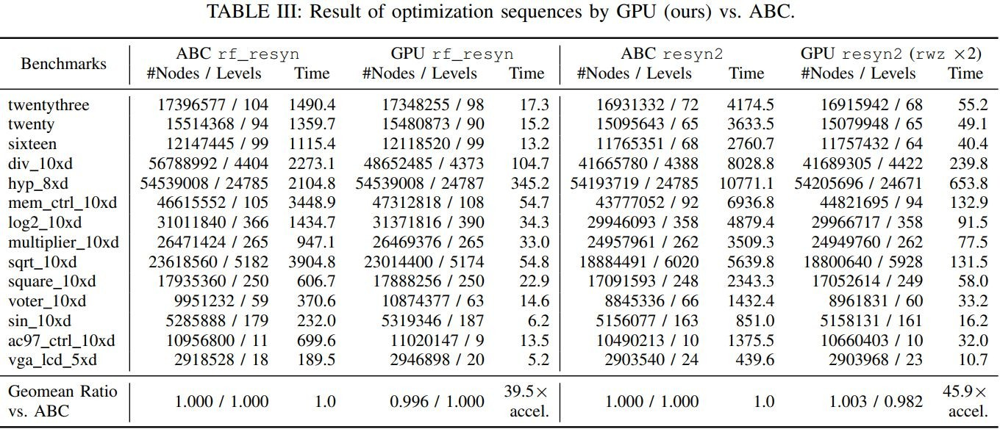 TABLE III: Result of optimization sequences by GPU (ours) vs. ABC.
Benchmarks ABC rf_resyn GPU rf_resyn ABC resyn2 GPU resyn2 (rwz ×2)
#Nodes / Levels Time #Nodes / Levels Time #Nodes / Levels Time #Nodes / Levels Time
twentythree 17396577 / 104 1490.4 17348255 / 98 17.3 16931332 / 72 4174.5 16915942 / 68 55.2
twenty 15514368 / 94 1359.7 15480873 / 90 15.2 15095643 / 65 3633.5 15079948 / 65 49.1
sixteen 12147445 / 99 1115.4 12118520 / 99 13.2 11765351 / 68 2760.7 11757432 / 64 40.4
div_10xd 56788992 / 4404 2273.1 48652485 / 4373 104.7 41665780 / 4388 8028.8 41689305 / 4422 239.8
hyp_8xd 54539008 / 24785 2104.8 54539008 / 24787 345.2 54193719 / 24785 10771.1 54205696 / 24671 653.8
mem_ctrl_10xd 46615552 / 105 3448.9 47312818 / 108 54.7 43777052 / 92 6936.8 44821695 / 94 132.9
log2_10xd 31011840 / 366 1434.7 31371816 / 390 34.3 29946093 / 358 4879.4 29966717 / 358 91.5
multiplier_10xd 26471424 / 265 947.1 26469376 / 265 33.0 24957961 / 262 3509.3 24949760 / 262 77.5
sqrt_10xd 23618560 / 5182 3904.8 23014400 / 5174 54.8 18884491 / 6020 5639.8 18800640 / 5928 131.5
square_10xd 17935360 / 250 606.7 17888256 / 250 22.9 17091593 / 248 2343.3 17052614 / 249 58.0
voter_10xd 9951232 / 59 370.6 10874377 / 63 14.6 8845336 / 66 1432.4 8961831 / 60 33.2
sin_10xd 5285888 / 179 232.0 5319346 / 187 6.2 5156077 / 163 851.0 5158131 / 161 16.2
ac97_ctrl_10xd 10956800 / 11 699.6 11020147 / 9 13.5 10490213 / 10 1375.5 10660403 / 10 32.0
vga_lcd_5xd 2918528 / 18 189.5 2946898 / 20 5.2 2903540 / 24 439.6 2903968 / 23 10.7
Geomean Ratio
vs. ABC 1.000 / 1.000 1.0 0.996 / 1.000 39.5× accel. 1.000 / 1.000 1.0 1.003 / 0.982 45.9× accel.